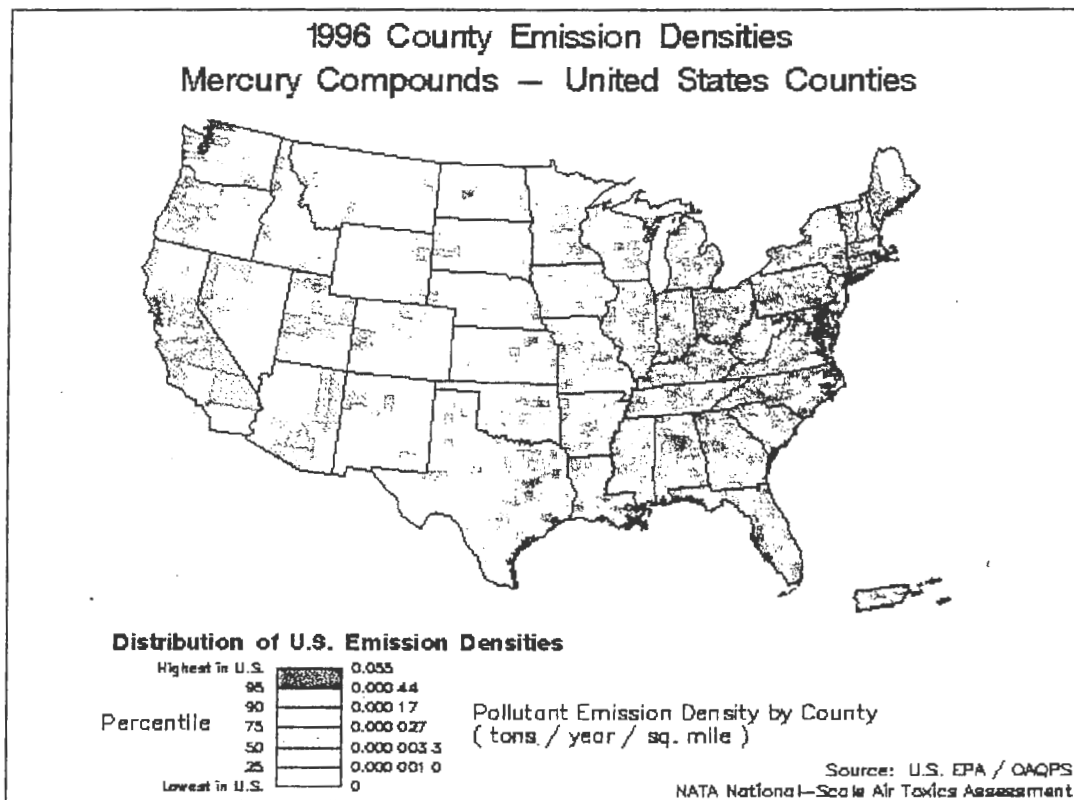 1996 County Emission Densities
Mercury Compounds — United States Counties
Distribution of U.S. Emission Densities
Highest in U.S. 0.055
95 0.000 44
90 0.000 17
Percentile 75 0.000 027
50 0.000 003 3
25 0.000 001 0
Lowest in U.S. 0
Pollutant Emission Density by County
( tons / year / sq. mile )
Source: U.S. EPA / OAQPS
NATA National-Scale Air Toxics Assessment